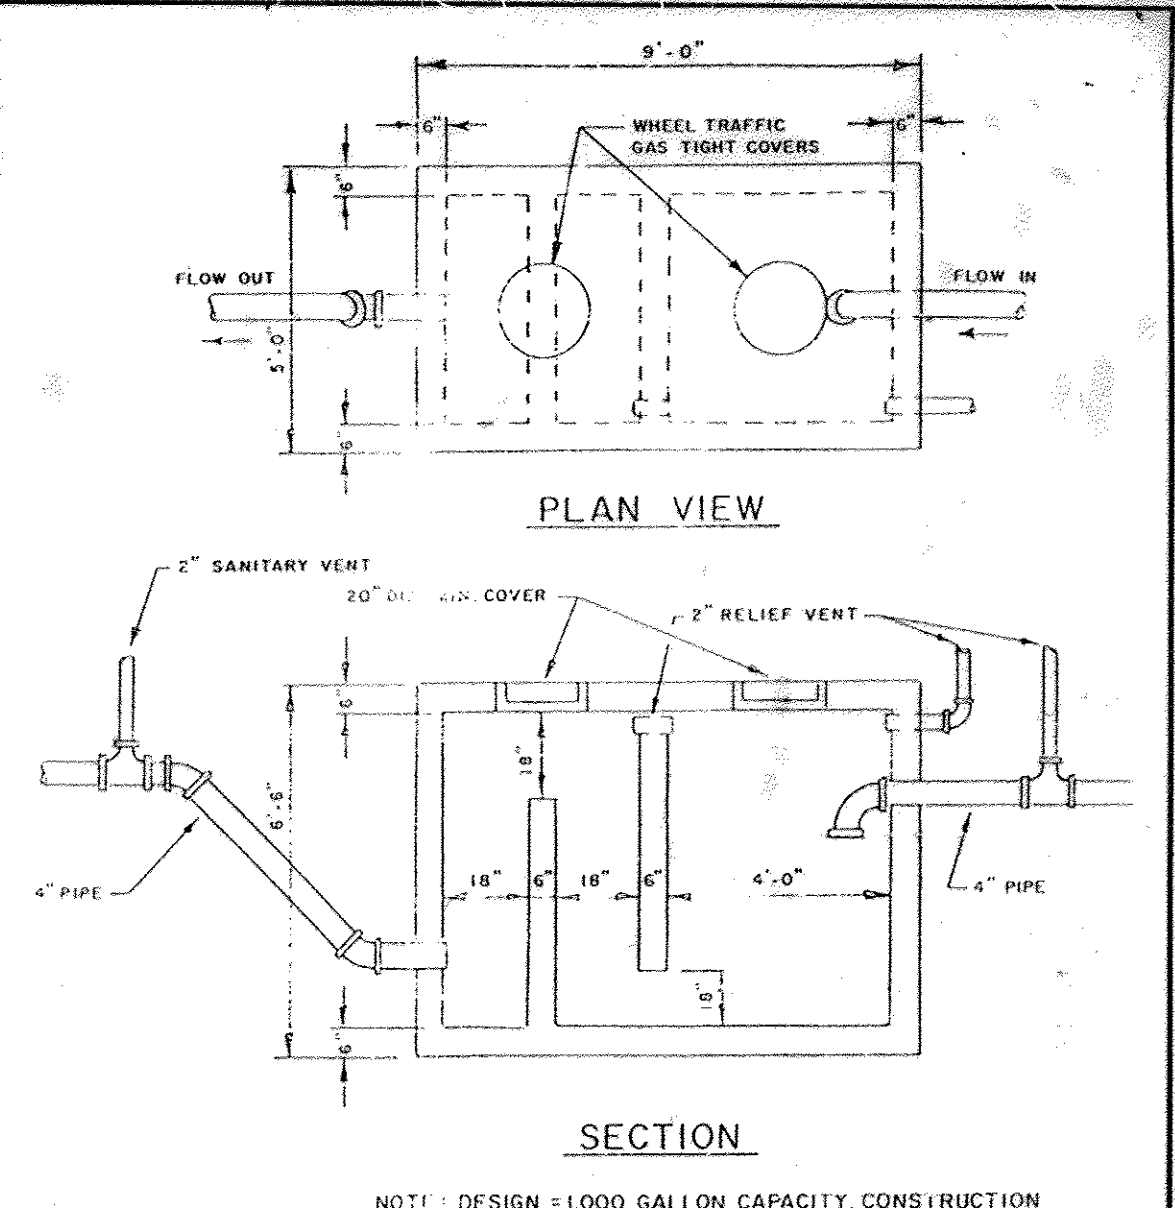 9'-0"
6"
WHEEL TRAFFIC
GAS TIGHT COVERS
6"
6"
FLOW OUT
FLOW IN
5'-0"
6"
PLAN VIEW
2" SANITARY VENT
20" COVER
2" RELIEF VENT
6"
18"
6'-6"
4" PIPE
18"
6"
18"
6"
4'-0"
4" PIPE
18"
6"
SECTION
NOTE: DESIGN = 1,000 GALLON CAPACITY, CONSTRUCTION